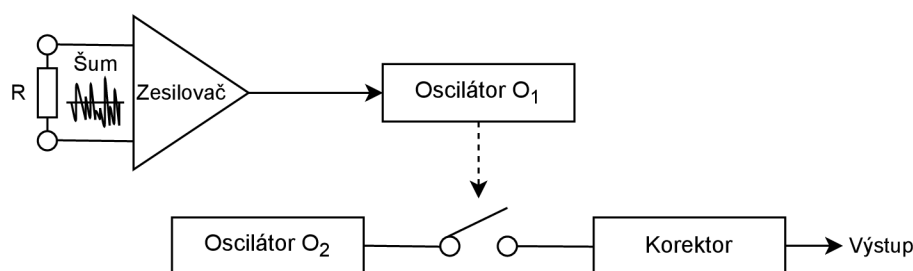 Šum
R
Zesilovač
Oscilátor O₁
Oscilátor O₂
Korektor
Výstup